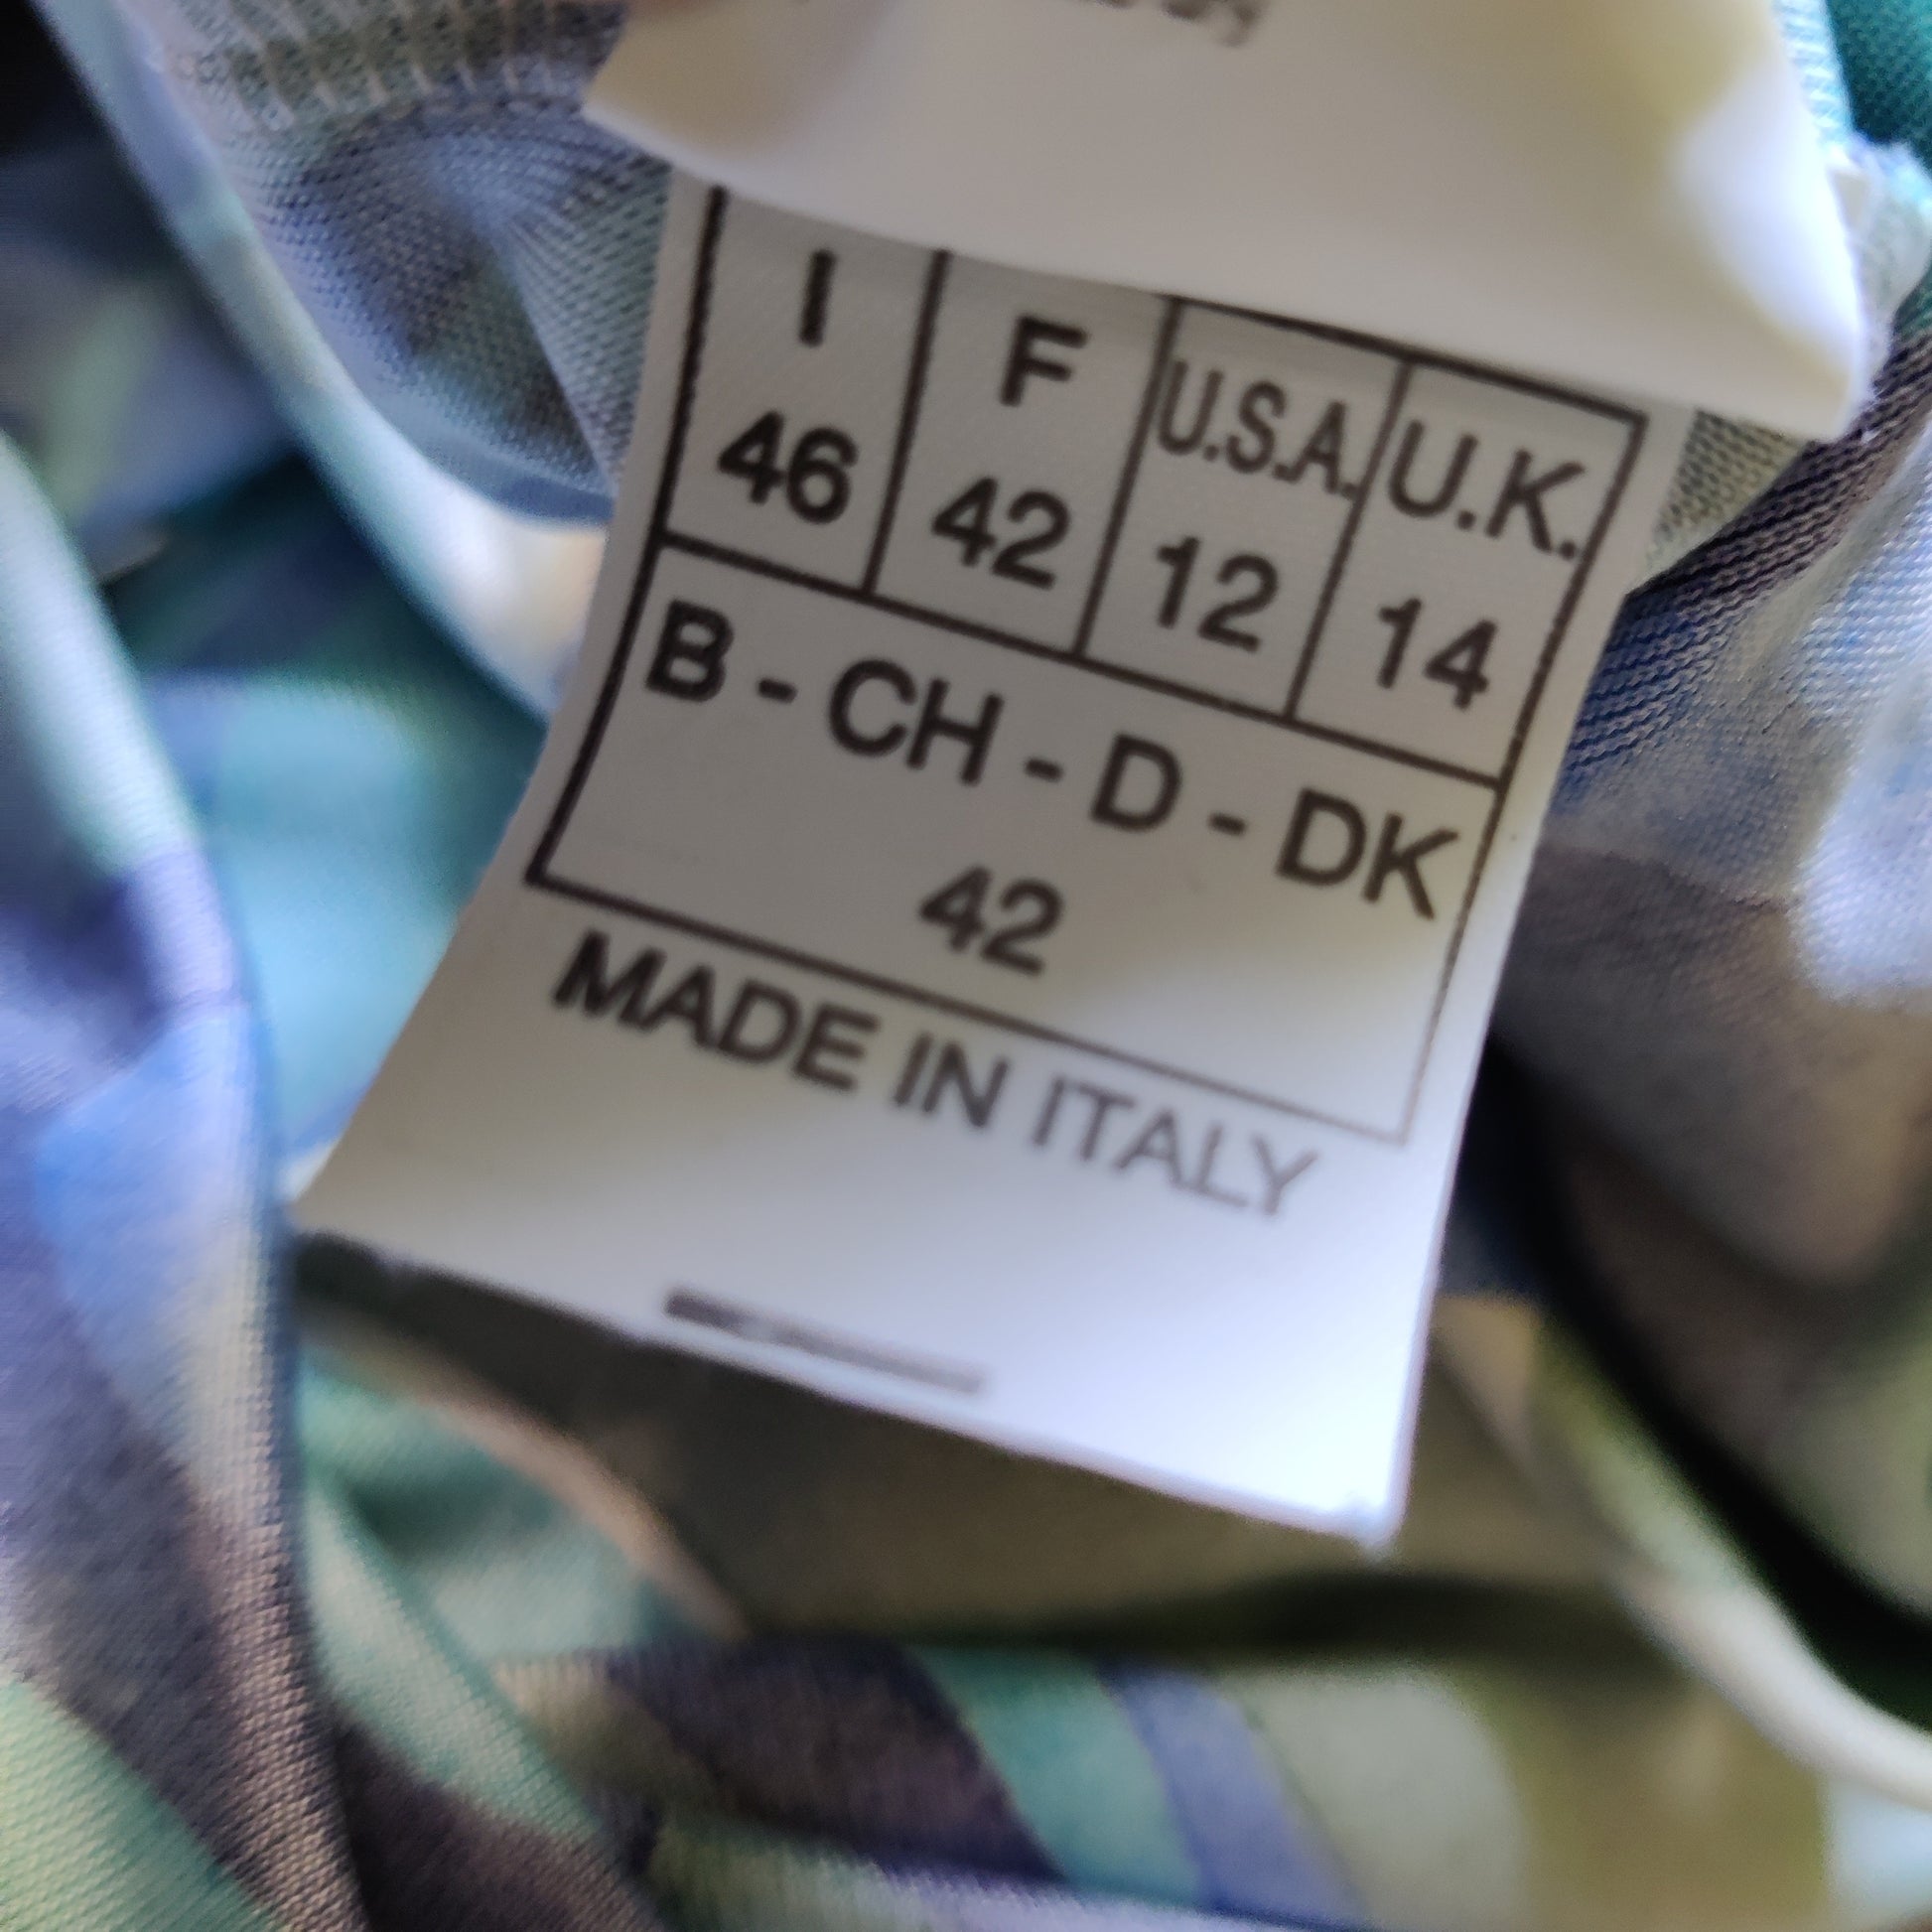 I F U.S.A. U.K.
46 42 12 14
B - CH - D - DK
42
MADE IN ITALY